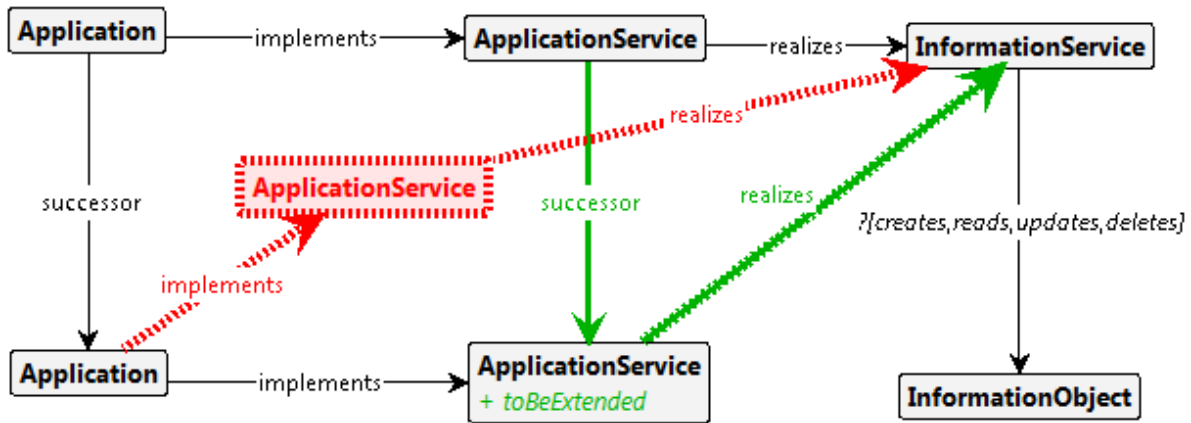 Application
implements
ApplicationService
realizes
InformationService
realizes
ApplicationService
successor
successor
realizes
?{creates,reads,updates,deletes}
implements
Application
implements
ApplicationService
+ toBeExtended
InformationObject